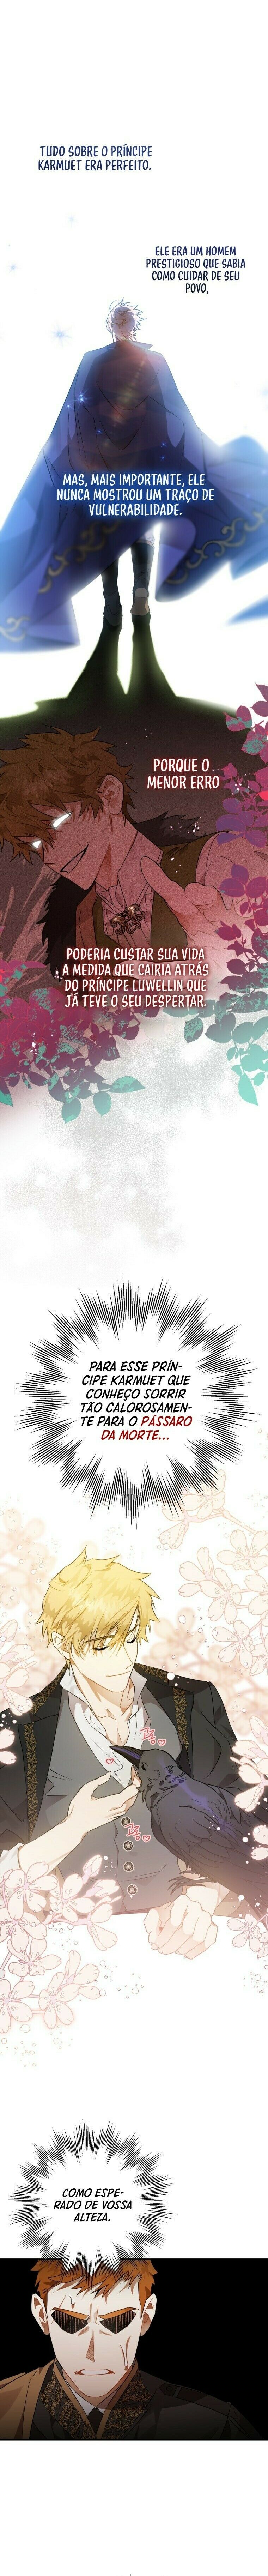 TUDO SOBRE O PRÍNCIPE
KARMUET ERA PERFEITO.
ELE ERA UM HOMEM
PRESTIGIOSO QUE SABIA
COMO CUIDAR DE SEU
POVO,
MAS, MAIS IMPORTANTE, ELE
NUNCA MOSTROU UM TRAÇO DE
VULNERABILIDADE.
PORQUE O
MENOR ERRO
PODERIA CUSTAR SUA VIDA
A MEDIDA QUE CAIRIA ATRÁS
DO PRÍNCIPE LUWELLIN QUE
JÁ TEVE O SEU DESPERTAR.
PARA ESSE PRÍN-
CIPE KARMUET QUE
CONHEÇO SORRIR
TÃO CALOROSAMEN-
TE PARA O PÁSSARO
DA MORTE...
COMO ESPE-
RADO DE VOSSA
ALTEZA.